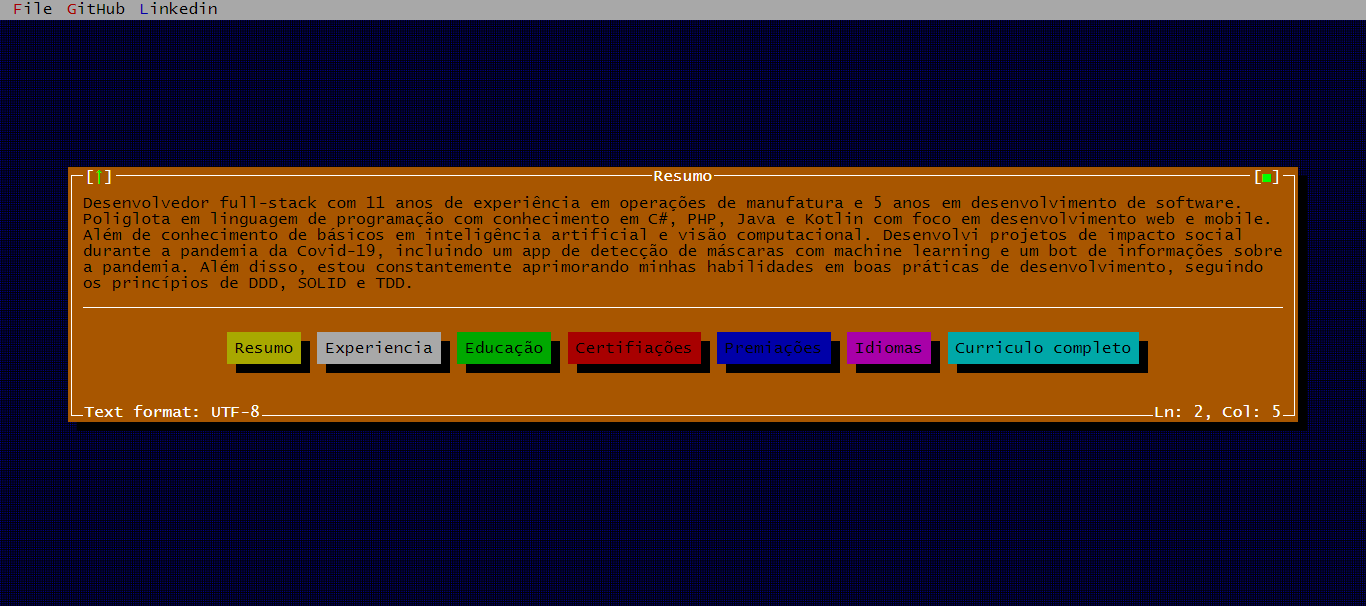 File GitHub Linkedin
[↑] Resumo [■]
Desenvolvedor full-stack com 11 anos de experiência em operações de manufatura e 5 anos em desenvolvimento de software.
Poliglota em linguagem de programação com conhecimento em C#, PHP, Java e Kotlin com foco em desenvolvimento web e mobile.
Além de conhecimento de básicos em inteligência artificial e visão computacional. Desenvolvi projetos de impacto social
durante a pandemia da Covid-19, incluindo um app de detecção de máscaras com machine learning e um bot de informações sobre
a pandemia. Além disso, estou constantemente aprimorando minhas habilidades em boas práticas de desenvolvimento, seguindo
os princípios de DDD, SOLID e TDD.
Resumo Experiencia Educação Certifiações Premiações Idiomas Curriculo completo
Text format: UTF-8 Ln: 2, Col: 5